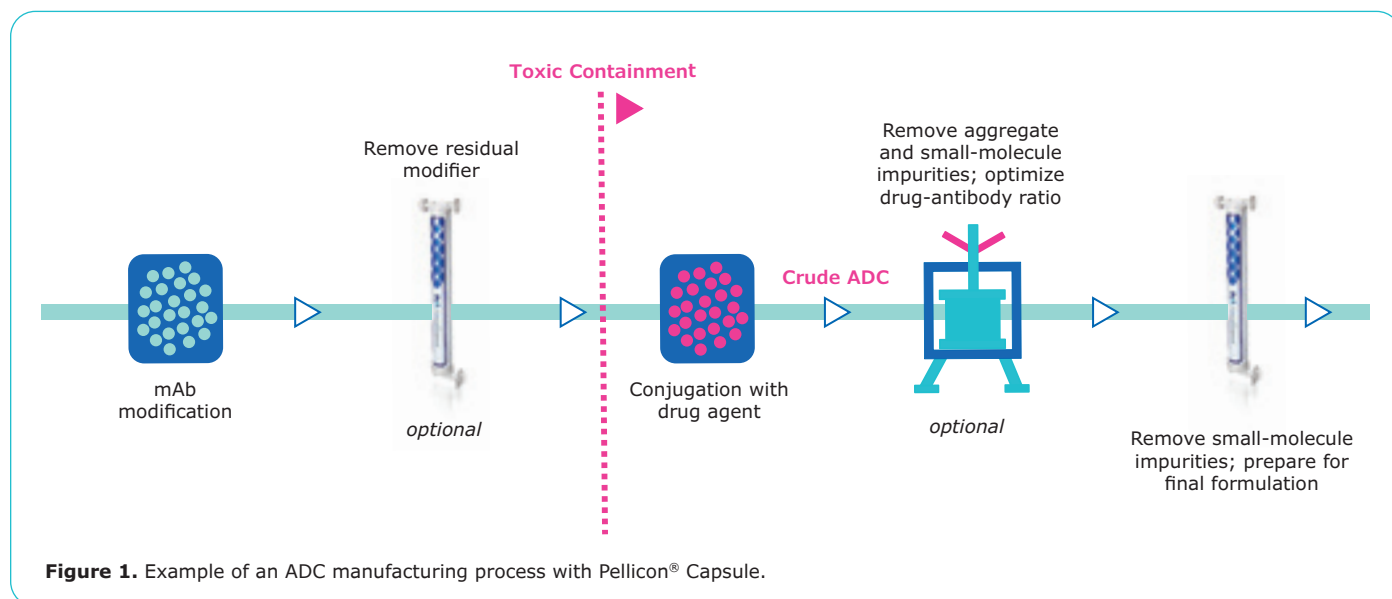 Toxic Containment
Remove residual
modifier
Remove aggregate
and small-molecule
impurities; optimize
drug-antibody ratio
Crude ADC
mAb
modification
optional
Conjugation with
drug agent
optional
Remove small-molecule
impurities; prepare for
final formulation
Figure 1. Example of an ADC manufacturing process with Pellicon® Capsule.